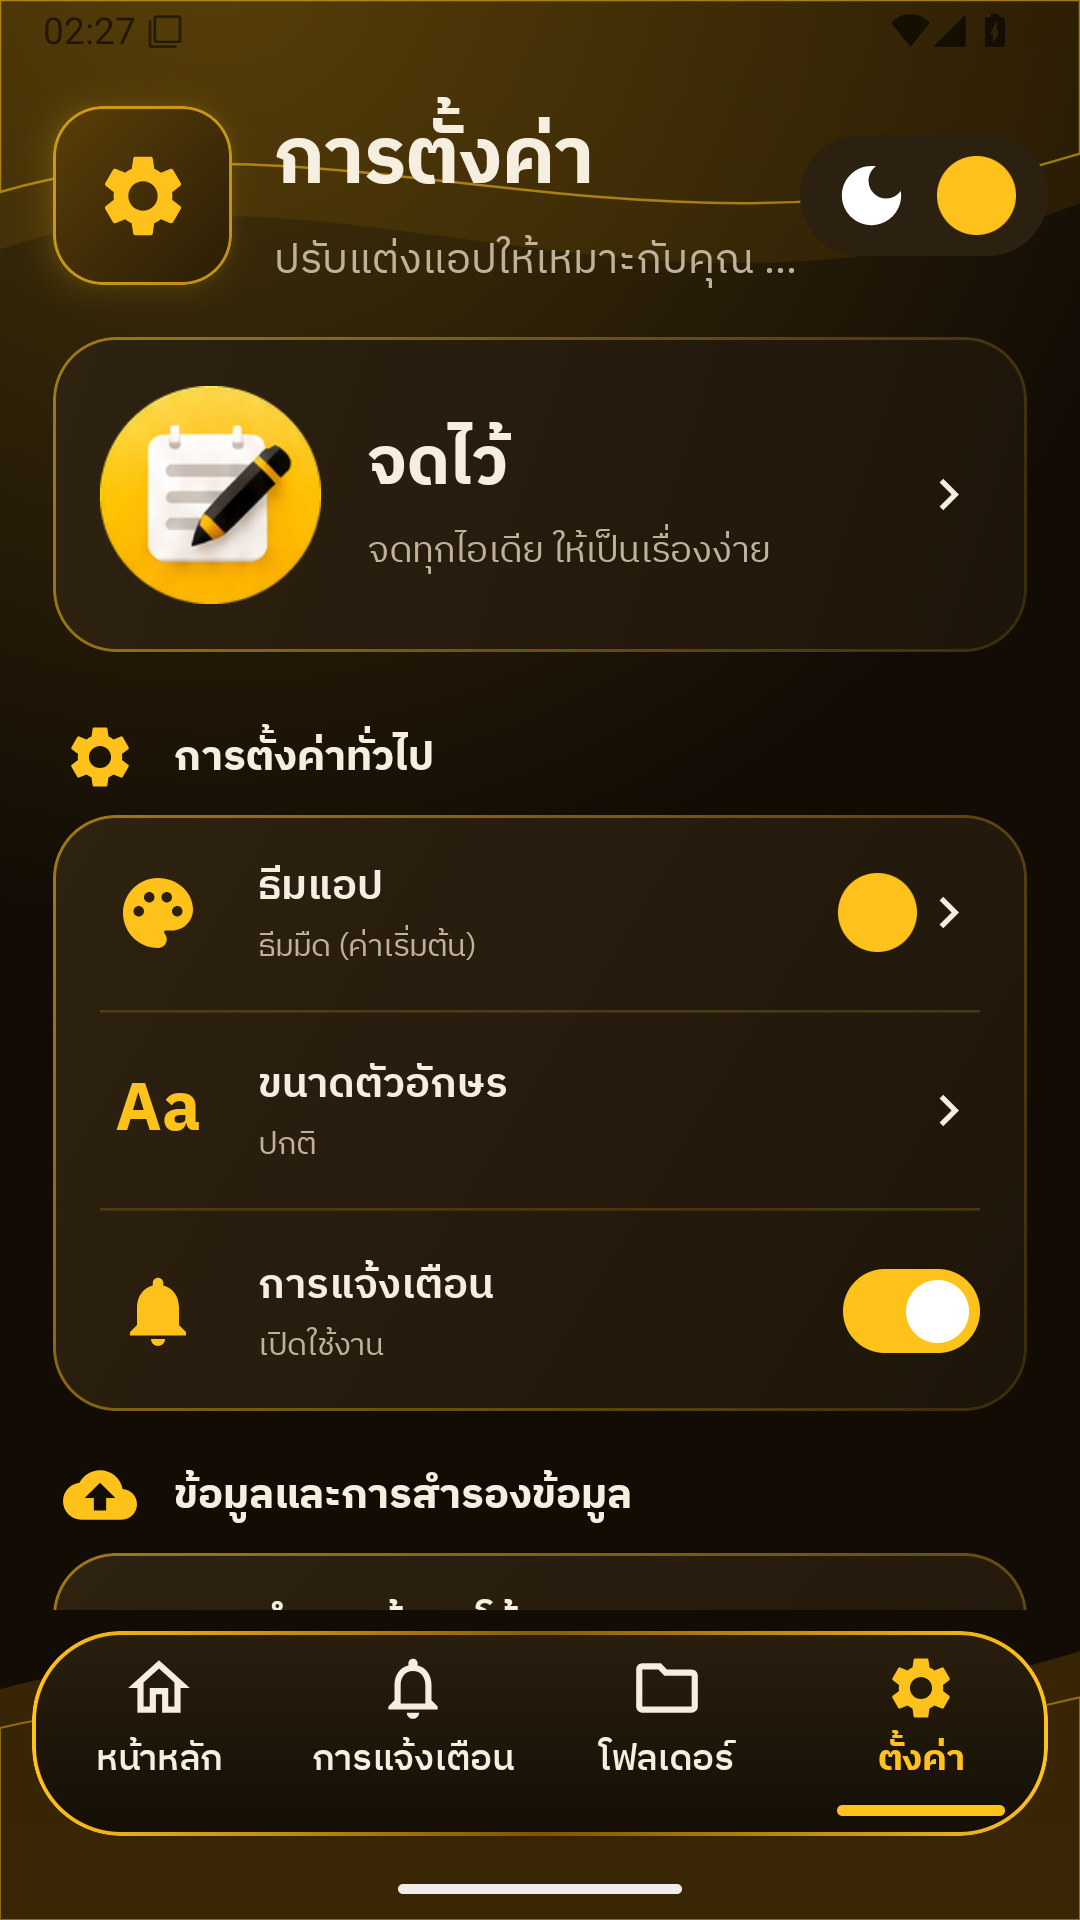 02:27
การตั้งค่า
ปรับแต่งแอปให้เหมาะกับคุณ ...
จดไว้
จดทุกไอเดีย ให้เป็นเรื่องง่าย
การตั้งค่าทั่วไป
ธีมแอป
ธีมมืด (ค่าเริ่มต้น)
Aa
ขนาดตัวอักษร
ปกติ
การแจ้งเตือน
เปิดใช้งาน
ข้อมูลและการสำรองข้อมูล
หน้าหลัก
การแจ้งเตือน
โฟลเดอร์
ตั้งค่า